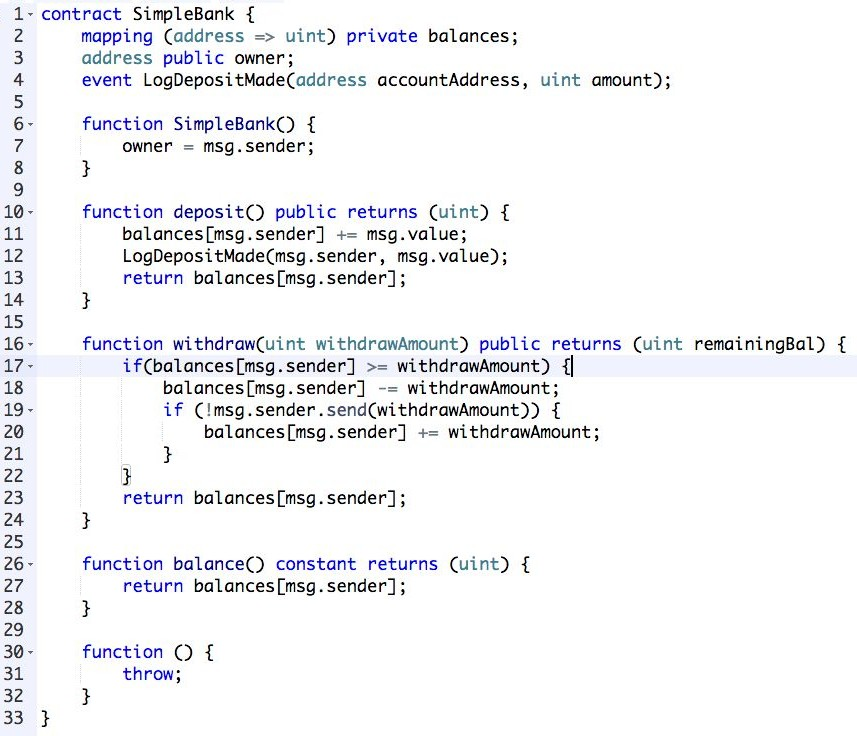 1 contract SimpleBank {
2     mapping (address => uint) private balances;
3     address public owner;
4     event LogDepositMade(address accountAddress, uint amount);
5
6     function SimpleBank() {
7         owner = msg.sender;
8     }
9
10     function deposit() public returns (uint) {
11         balances[msg.sender] += msg.value;
12         LogDepositMade(msg.sender, msg.value);
13         return balances[msg.sender];
14     }
15
16     function withdraw(uint withdrawAmount) public returns (uint remainingBal) {
17         if(balances[msg.sender] >= withdrawAmount) {
18             balances[msg.sender] -= withdrawAmount;
19             if (!msg.sender.send(withdrawAmount)) {
20                 balances[msg.sender] += withdrawAmount;
21             }
22         }
23         return balances[msg.sender];
24     }
25
26     function balance() constant returns (uint) {
27         return balances[msg.sender];
28     }
29
30     function () {
31         throw;
32     }
33 }